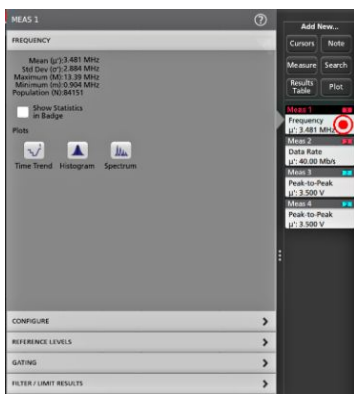 MEAS 1
?
FREQUENCY
Mean (µ'): 3.481 MHz
Std Dev (σ'): 2.884 MHz
Maximum (M): 13.39 MHz
Minimum (m): 0.904 MHz
Population (N): 84151
Show Statistics
in Badge
Plots
Time Trend Histogram Spectrum
CONFIGURE
REFERENCE LEVELS
GATING
FILTER / LIMIT RESULTS
Add New...
Cursors Note
Measure Search
Results
Table Plot
Meas 1
Frequency
µ': 3.481 MHz
Meas 2
Data Rate
µ': 40.00 Mb/s
Meas 3
Peak-to-Peak
µ': 3.500 V
Meas 4
Peak-to-Peak
µ': 3.500 V